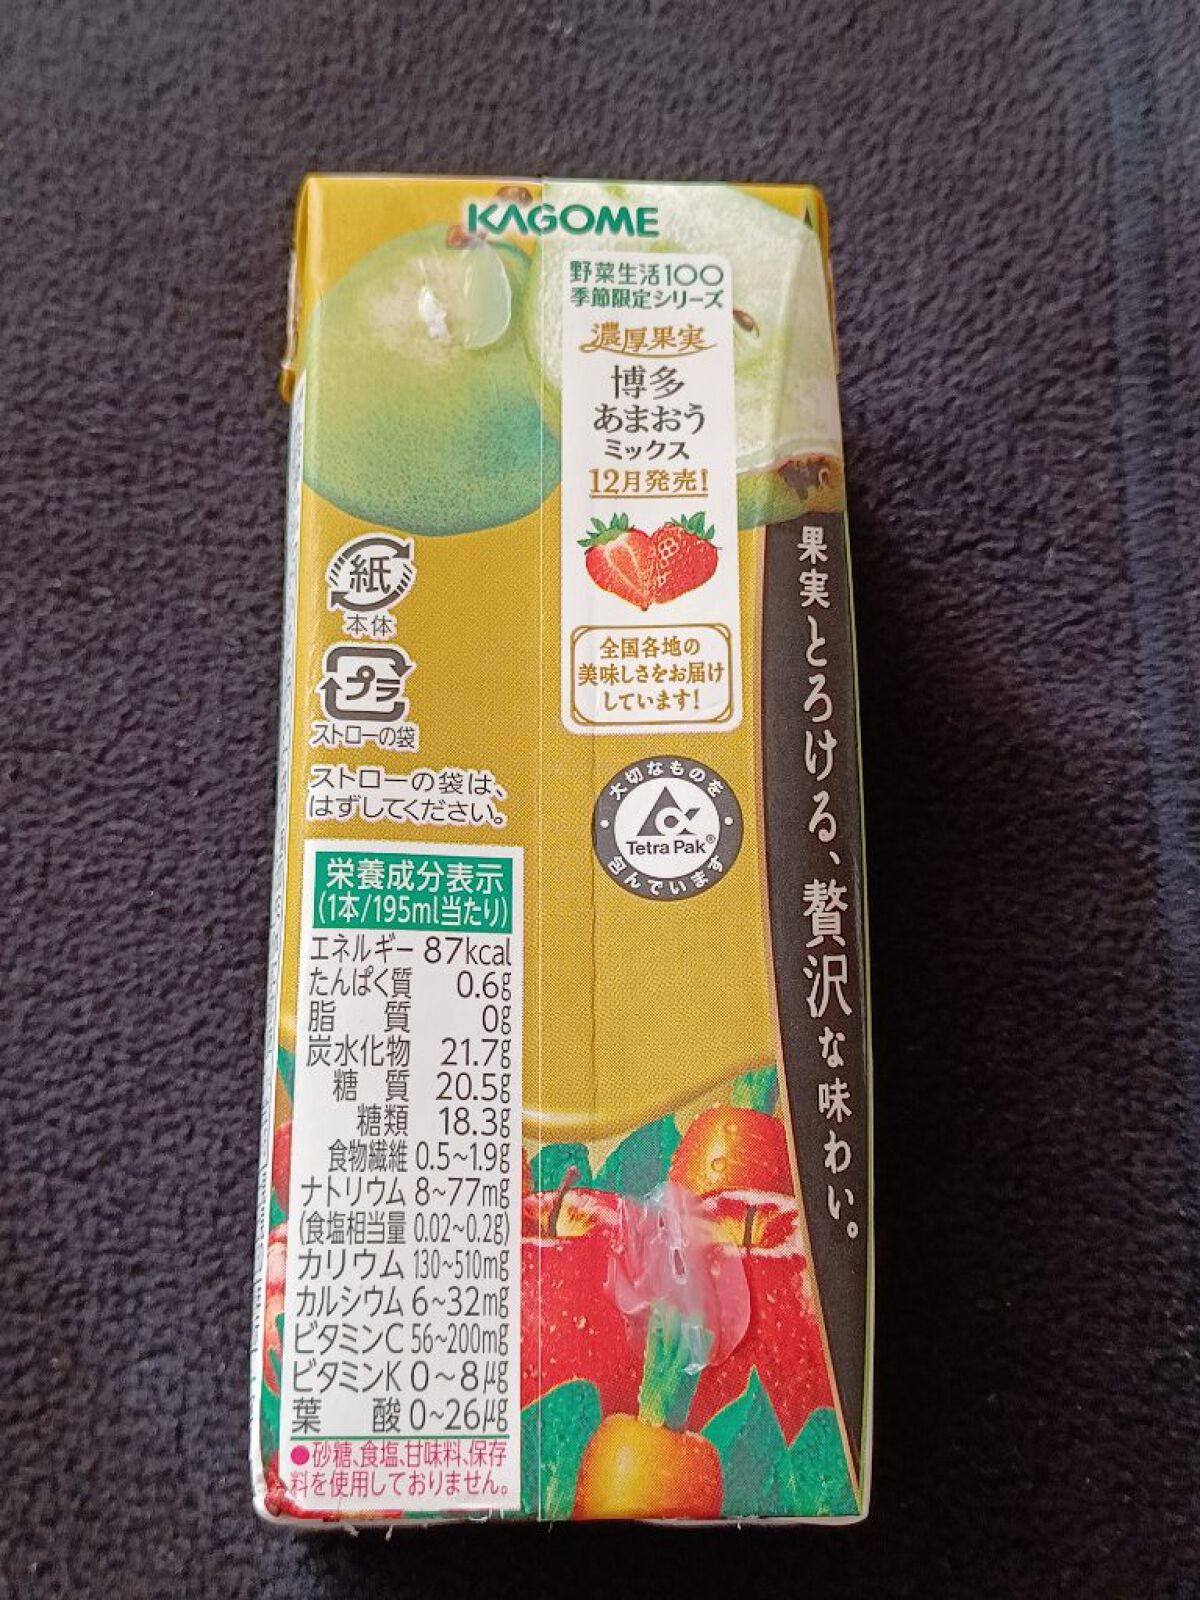 KAGOME
野菜生活100
季節限定シリーズ
濃厚果実
博多
あまおう
ミックス
12月発売!
全国各地の
美味しさをお届け
しています!
紙
本体
プラ
ストローの袋
ストローの袋は、
はずしてください。
大切なものを
Tetra Pak®
包んでいます
果実とろける、贅沢な味わい。
栄養成分表示
(1本/195ml当たり)
エネルギー 87kcal
たんぱく質 0.6g
脂 質 0g
炭水化物 21.7g
糖 質 20.5g
糖類 18.3g
食物繊維 0.5~1.9g
ナトリウム 8~77mg
(食塩相当量 0.02~0.2g)
カリウム 130~510mg
カルシウム 6~32mg
ビタミンC 56~200mg
ビタミンK 0~8μg
葉 酸 0~26μg
●砂糖、食塩、甘味料、保存
料を使用しておりません。